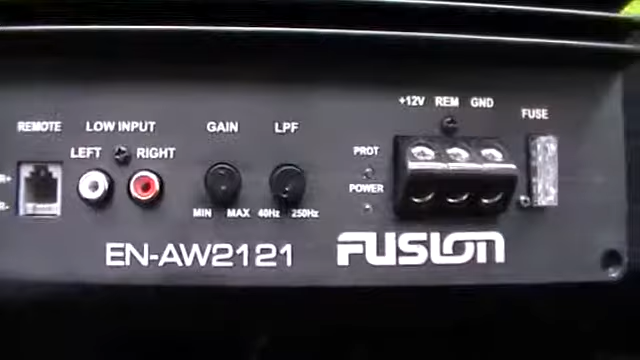 REMOTE
LOW INPUT
LEFT
RIGHT
GAIN
MIN
MAX
LPF
40Hz
250Hz
PROT
POWER
+12V
REM
GND
FUSE
R+
R-
EN-AW2121
FUSION